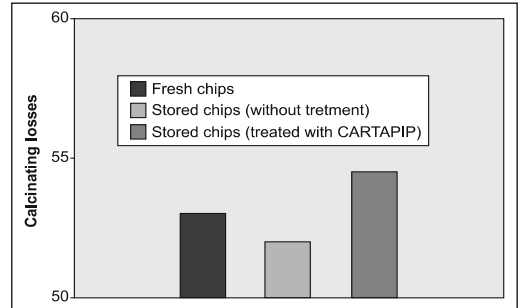 60
Fresh chips
Stored chips (without tretment)
Stored chips (treated with CARTAPIP)
Calcinating losses
55
50